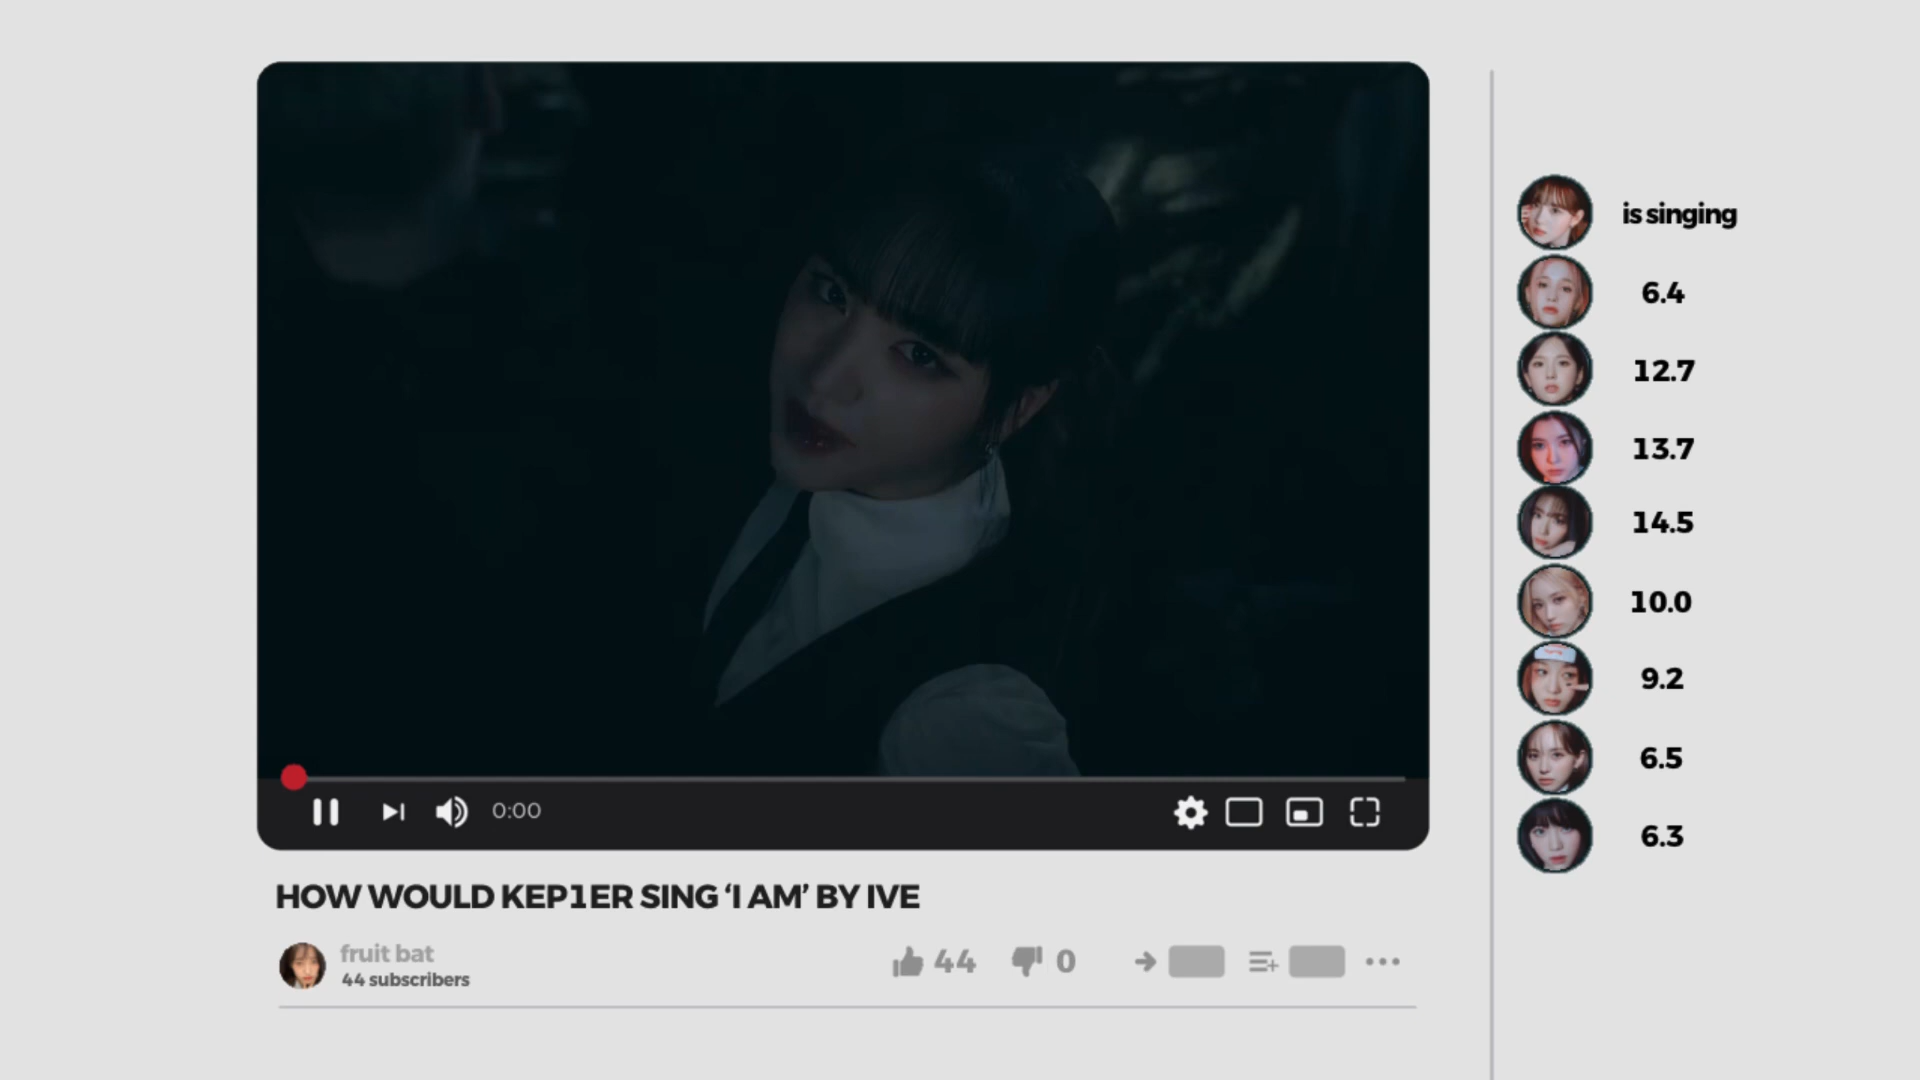 is singing
6.4
12.7
13.7
14.5
10.0
9.2
6.5
6.3
0:00
HOW WOULD KEP1ER SING ‘I AM’ BY IVE
fruit bat
44 subscribers
44
0